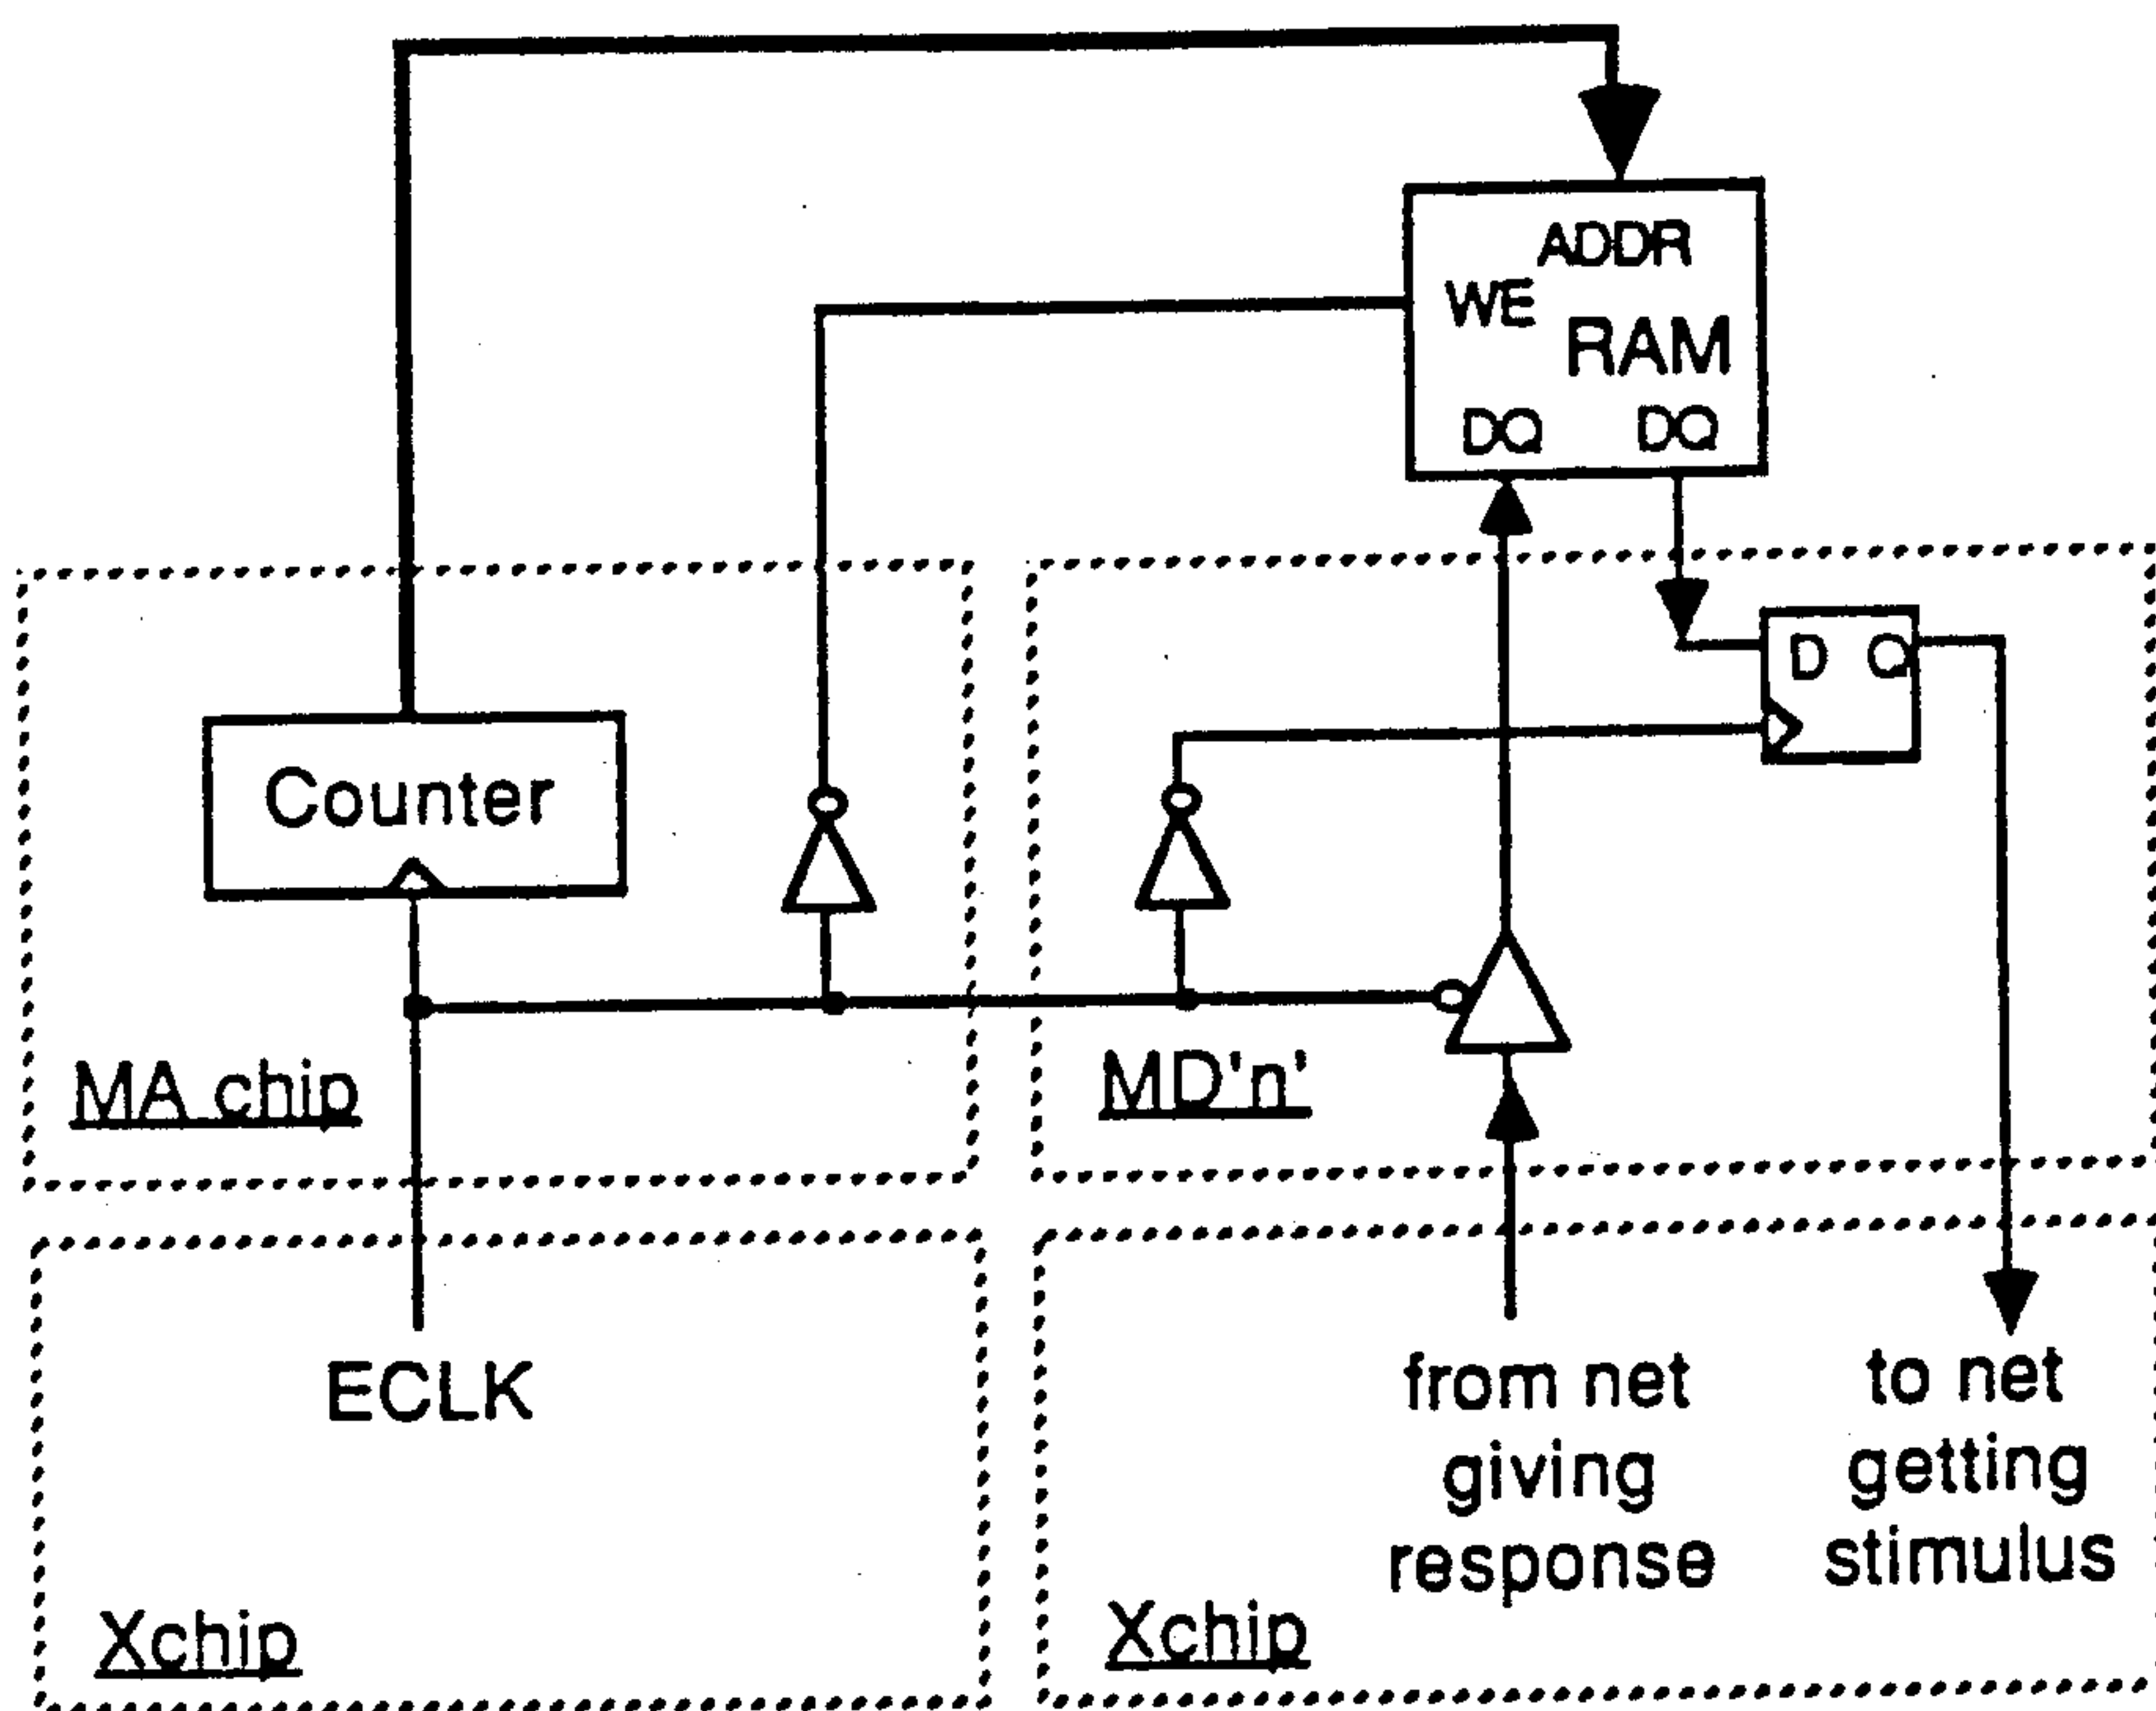 ADDR
WE
RAM
DQ DQ
D Q
Counter
MA chip
MD'n'
ECLK
from net
giving
response
to net
getting
stimulus
Xchip
Xchip